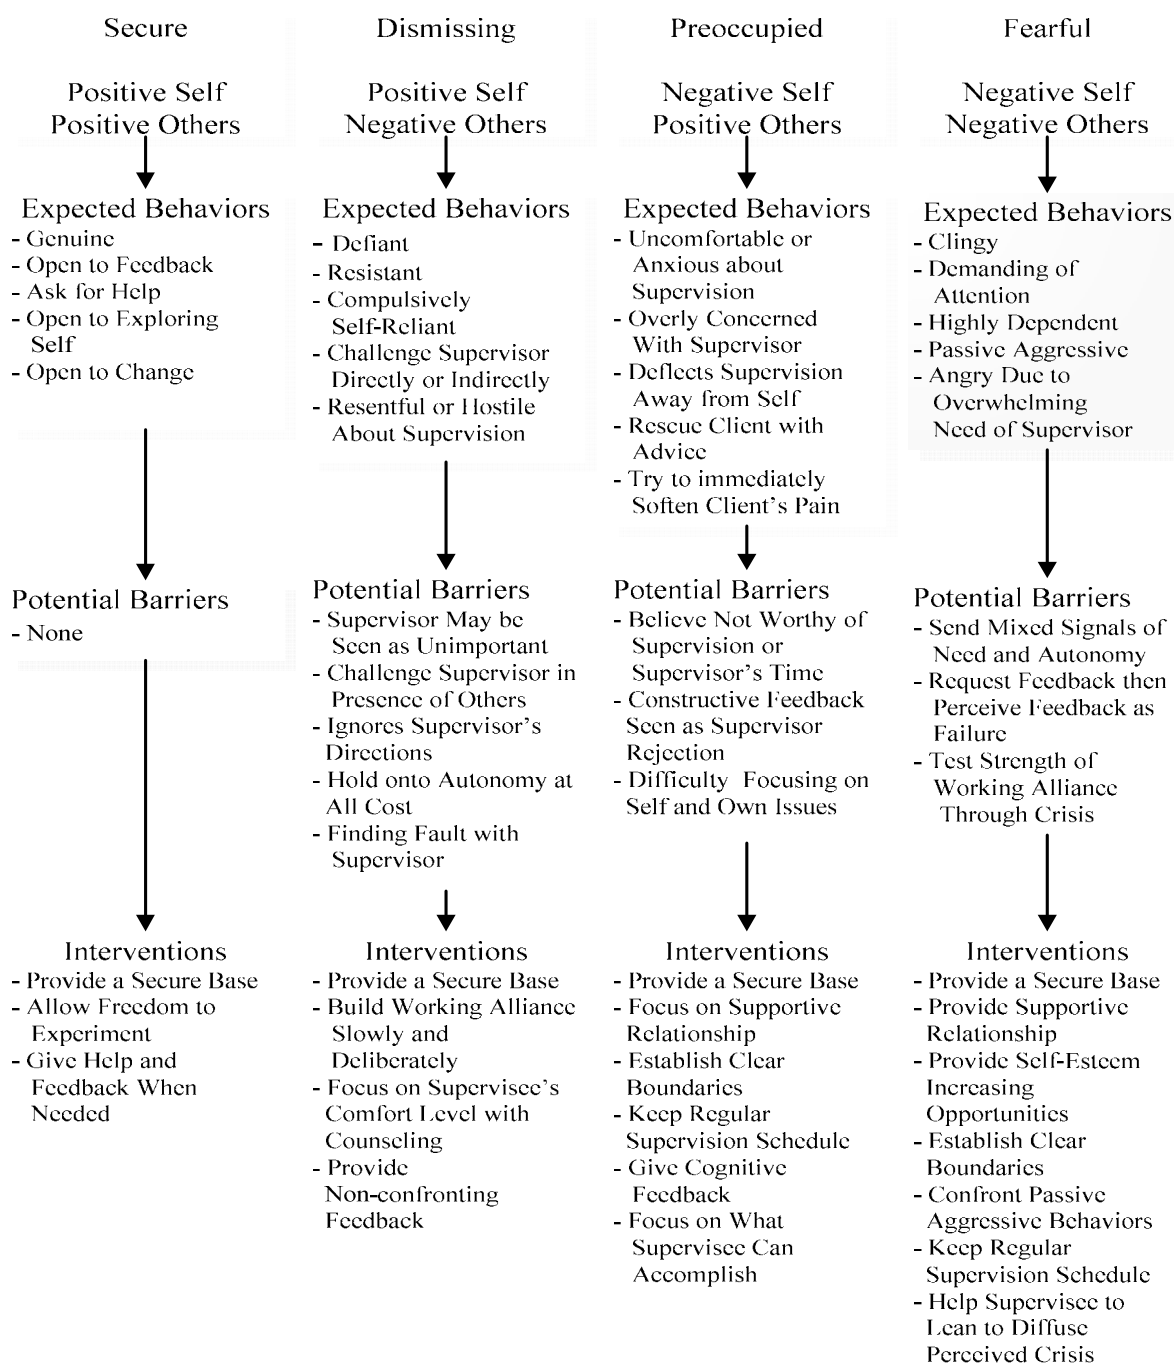 Secure
Positive Self
Positive Others
Expected Behaviors
- Genuine
- Open to Feedback
- Ask for Help
- Open to Exploring
Self
- Open to Change
Potential Barriers
- None
Interventions
- Provide a Secure Base
- Allow Freedom to
Experiment
- Give Help and
Feedback When
Needed
Dismissing
Positive Self
Negative Others
Expected Behaviors
- Defiant
- Resistant
- Compulsively
Self-Reliant
- Challenge Supervisor
Directly or Indirectly
- Resentful or Hostile
About Supervision
Potential Barriers
- Supervisor May be
Seen as Unimportant
- Challenge Supervisor in
Presence of Others
- Ignores Supervisor's
Directions
- Hold onto Autonomy at
All Cost
- Finding Fault with
Supervisor
Interventions
- Provide a Secure Base
- Build Working Alliance
Slowly and
Deliberately
- Focus on Supervisee's
Comfort Level with
Counseling
- Provide
Non-confronting
Feedback
Preoccupied
Negative Self
Positive Others
Expected Behaviors
- Uncomfortable or
Anxious about
Supervision
- Overly Concerned
With Supervisor
- Deflects Supervision
Away from Self
- Rescue Client with
Advice
- Try to immediately
Soften Client's Pain
Potential Barriers
- Believe Not Worthy of
Supervision or
Supervisor's Time
- Constructive Feedback
Seen as Supervisor
Rejection
- Difficulty Focusing on
Self and Own Issues
Interventions
- Provide a Secure Base
- Focus on Supportive
Relationship
- Establish Clear
Boundaries
- Keep Regular
Supervision Schedule
- Give Cognitive
Feedback
- Focus on What
Supervisee Can
Accomplish
Fearful
Negative Self
Negative Others
Expected Behaviors
- Clingy
- Demanding of
Attention
- Highly Dependent
- Passive Aggressive
- Angry Due to
Overwhelming
Need of Supervisor
Potential Barriers
- Send Mixed Signals of
Need and Autonomy
- Request Feedback then
Perceive Feedback as
Failure
- Test Strength of
Working Alliance
Through Crisis
Interventions
- Provide a Secure Base
- Provide Supportive
Relationship
- Provide Self-Esteem
Increasing
Opportunities
- Establish Clear
Boundaries
- Confront Passive
Aggressive Behaviors
- Keep Regular
Supervision Schedule
- Help Supervisee to
Lean to Diffuse
Perceived Crisis